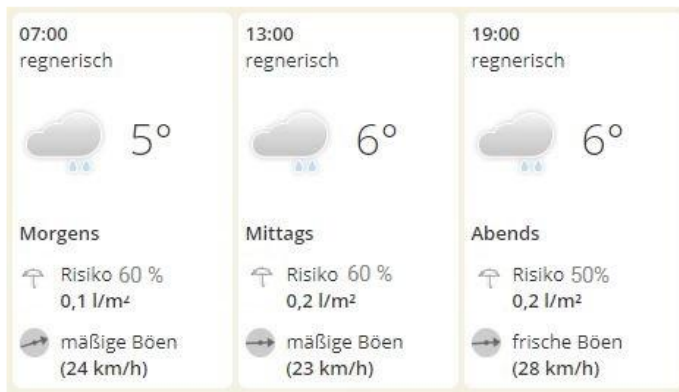 07:00
regnerisch
5°
Morgens
Risiko 60 %
0,1 l/m²
mäßige Böen
(24 km/h)
13:00
regnerisch
6°
Mittags
Risiko 60 %
0,2 l/m²
mäßige Böen
(23 km/h)
19:00
regnerisch
6°
Abends
Risiko 50%
0,2 l/m²
frische Böen
(28 km/h)